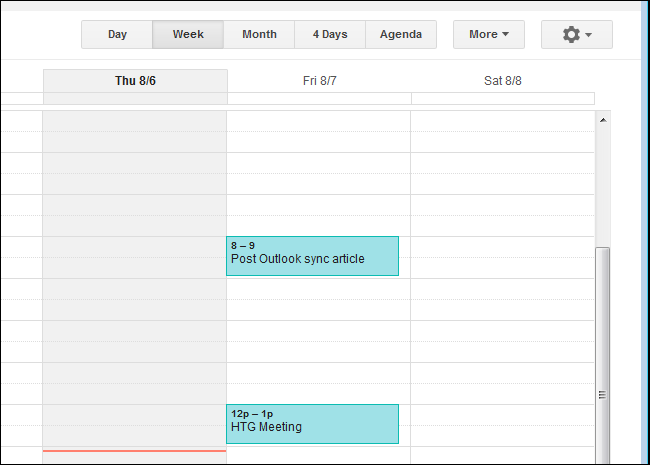 Day Week Month 4 Days Agenda More
Thu 8/6 Fri 8/7 Sat 8/8
8 – 9
Post Outlook sync article
12p – 1p
HTG Meeting